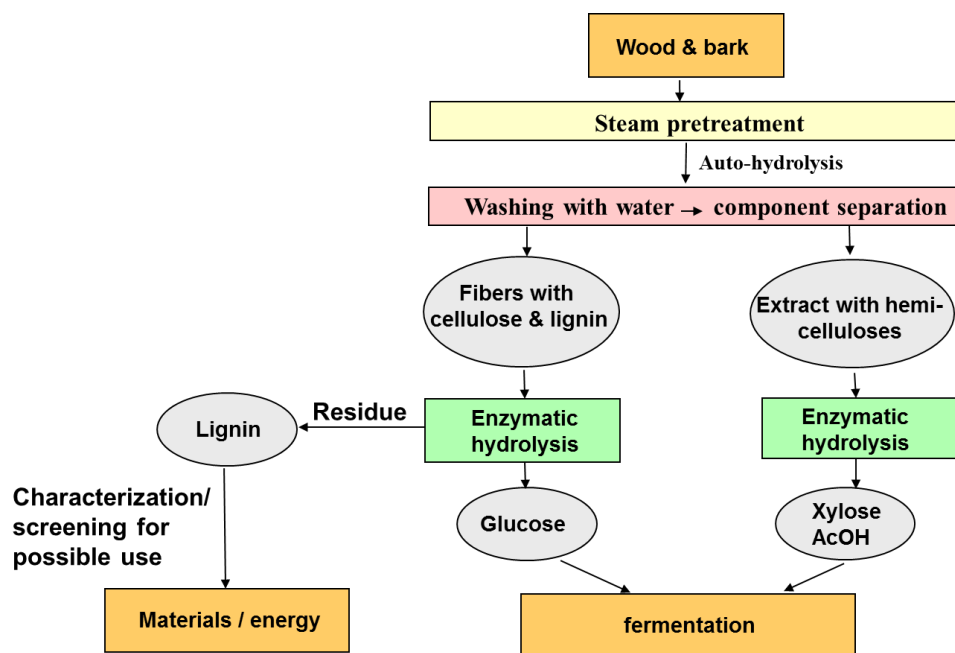 Wood & bark
Steam pretreatment
Auto-hydrolysis
Washing with water → component separation
Fibers with
cellulose & lignin
Extract with hemi-
celluloses
Residue
Lignin
Enzymatic
hydrolysis
Enzymatic
hydrolysis
Characterization/
screening for
possible use
Glucose
Xylose
AcOH
Materials / energy
fermentation